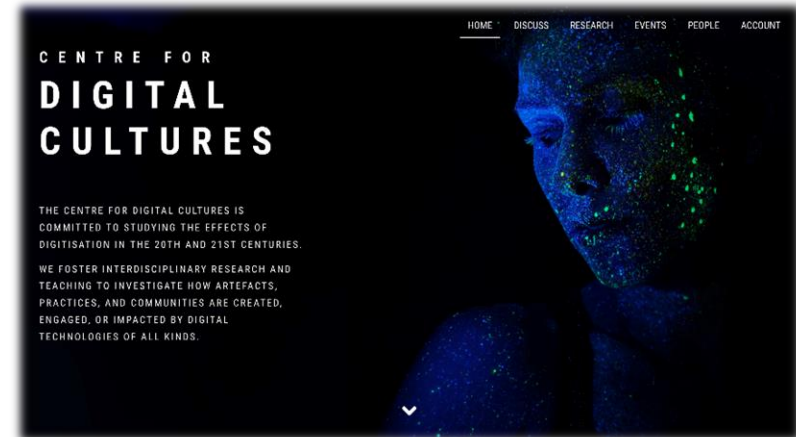 HOME DISCUSS RESEARCH EVENTS PEOPLE ACCOUNT
CENTRE FOR
DIGITAL
CULTURES
THE CENTRE FOR DIGITAL CULTURES IS
COMMITTED TO STUDYING THE EFFECTS OF
DIGITISATION IN THE 20TH AND 21ST CENTURIES.
WE FOSTER INTERDISCIPLINARY RESEARCH AND
TEACHING TO INVESTIGATE HOW ARTEFACTS,
PRACTICES, AND COMMUNITIES ARE CREATED,
ENGAGED, OR IMPACTED BY DIGITAL
TECHNOLOGIES OF ALL KINDS.